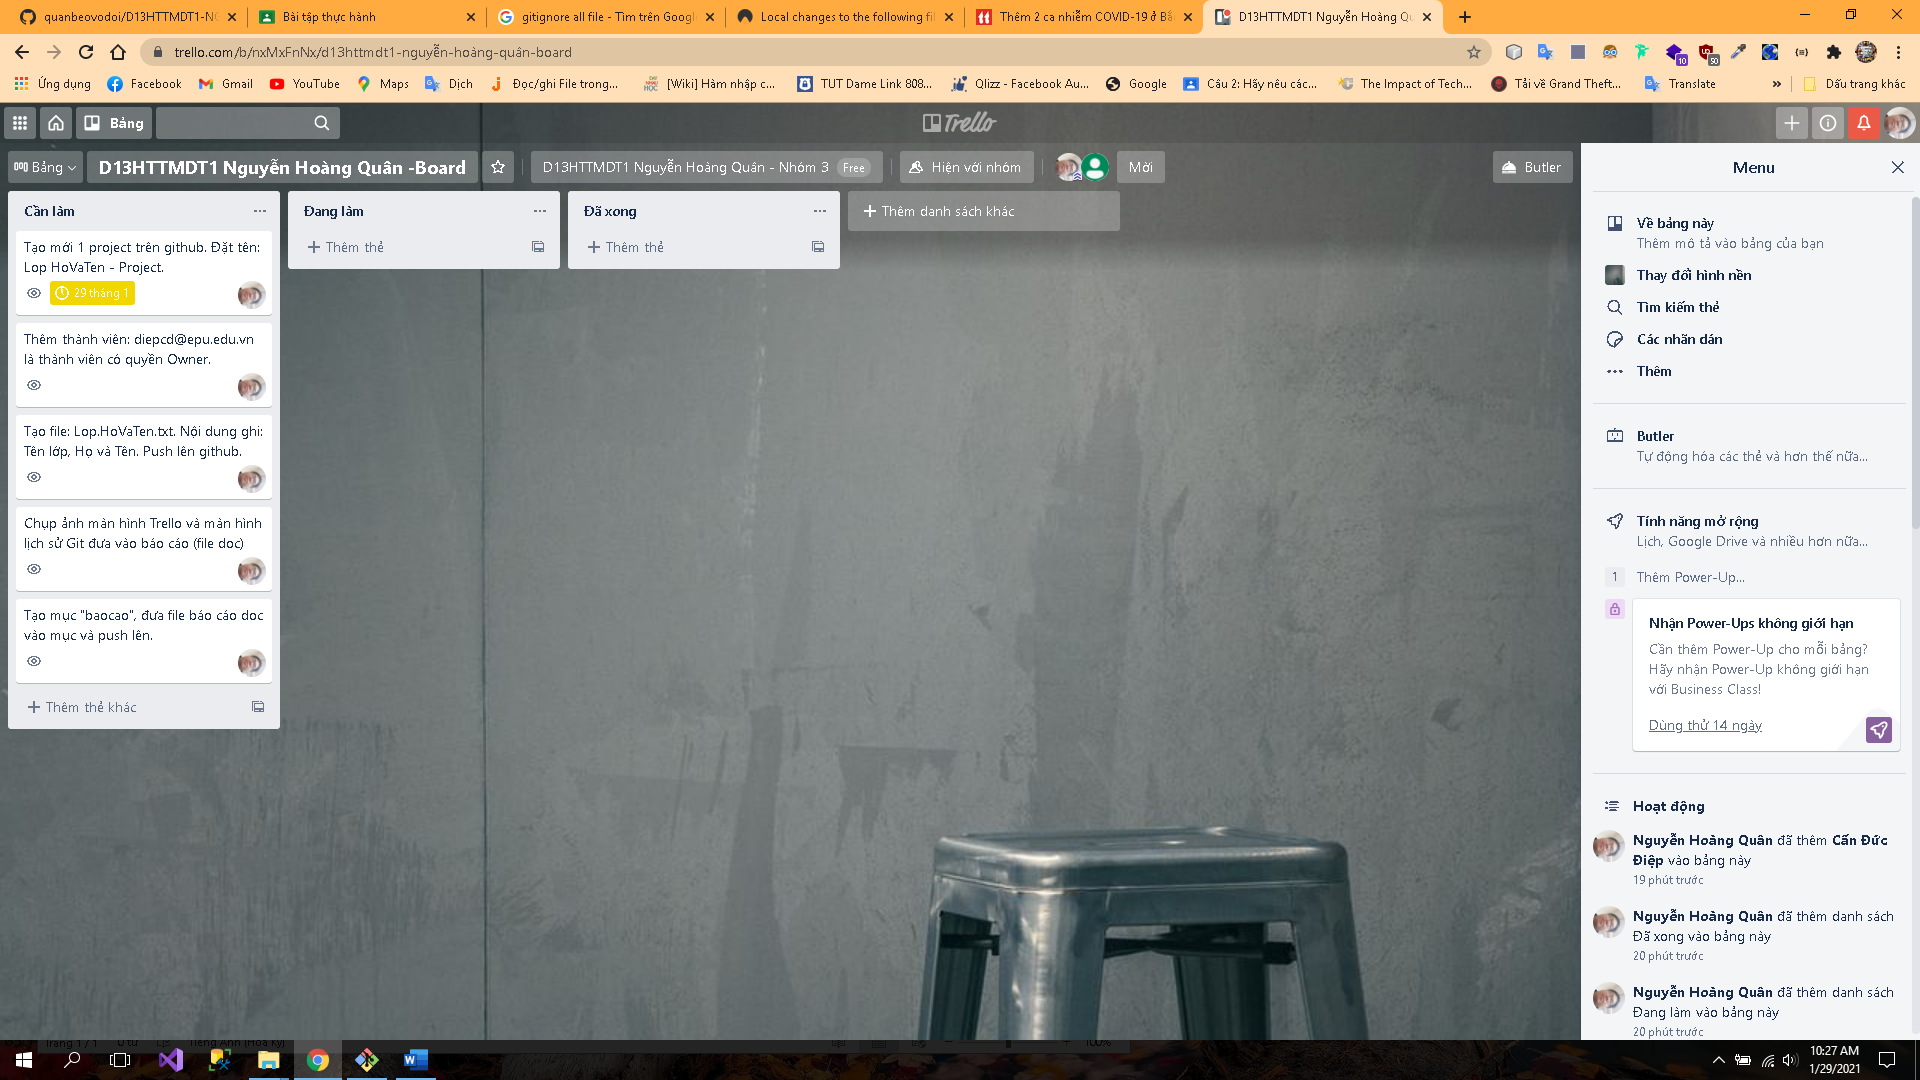 quanbeovodoi/D13HTTMDT1-NG
Bài tập thực hành
gitignore all file - Tìm trên Google
Local changes to the following fil
Thêm 2 ca nhiễm COVID-19 ở Bắ
D13HTTMDT1 Nguyễn Hoàng Qu
trello.com/b/nxMxFnNx/d13httmdt1-nguyễn-hoàng-quân-board
10
50
Ứng dụng
Facebook
Gmail
YouTube
Maps
Dịch
Đọc/ghi File trong...
[Wiki] Hàm nhập c...
TUT Dame Link 808...
Qlizz - Facebook Au...
Google
Câu 2: Hãy nêu các...
The Impact of Tech...
Tải về Grand Theft...
Translate
»
Dấu trang khác
Bảng
Trello
Bảng
D13HTTMDT1 Nguyễn Hoàng Quân -Board
D13HTTMDT1 Nguyễn Hoàng Quân - Nhóm 3 Free
Hiện với nhóm
Mời
Butler
Cần làm
Tạo mới 1 project trên github. Đặt tên:
Lop HoVaTen - Project.
29 tháng 1
Thêm thành viên: diepcd@epu.edu.vn
là thành viên có quyền Owner.
Tạo file: Lop.HoVaTen.txt. Nội dung ghi:
Tên lớp, Họ và Tên. Push lên github.
Chụp ảnh màn hình Trello và màn hình
lịch sử Git đưa vào báo cáo (file doc)
Tạo mục "baocao", đưa file báo cáo doc
vào mục và push lên.
+ Thêm thẻ khác
Đang làm
+ Thêm thẻ
Đã xong
+ Thêm thẻ
+ Thêm danh sách khác
Menu
Về bảng này
Thêm mô tả vào bảng của bạn
Thay đổi hình nền
Tìm kiếm thẻ
Các nhãn dán
Thêm
Butler
Tự động hóa các thẻ và hơn thế nữa...
Tính năng mở rộng
Lịch, Google Drive và nhiều hơn nữa...
1 Thêm Power-Up...
Nhận Power-Ups không giới hạn
Cần thêm Power-Up cho mỗi bảng?
Hãy nhận Power-Up không giới hạn
với Business Class!
Dùng thử 14 ngày
Hoạt động
Nguyễn Hoàng Quân đã thêm Cấn Đức
Điệp vào bảng này
19 phút trước
Nguyễn Hoàng Quân đã thêm danh sách
Đã xong vào bảng này
20 phút trước
Nguyễn Hoàng Quân đã thêm danh sách
Đang làm vào bảng này
20 phút trước
Trang 1 / 1
0 từ
Tiếng Anh (Hoa Kỳ)
100%
10:27 AM
1/29/2021